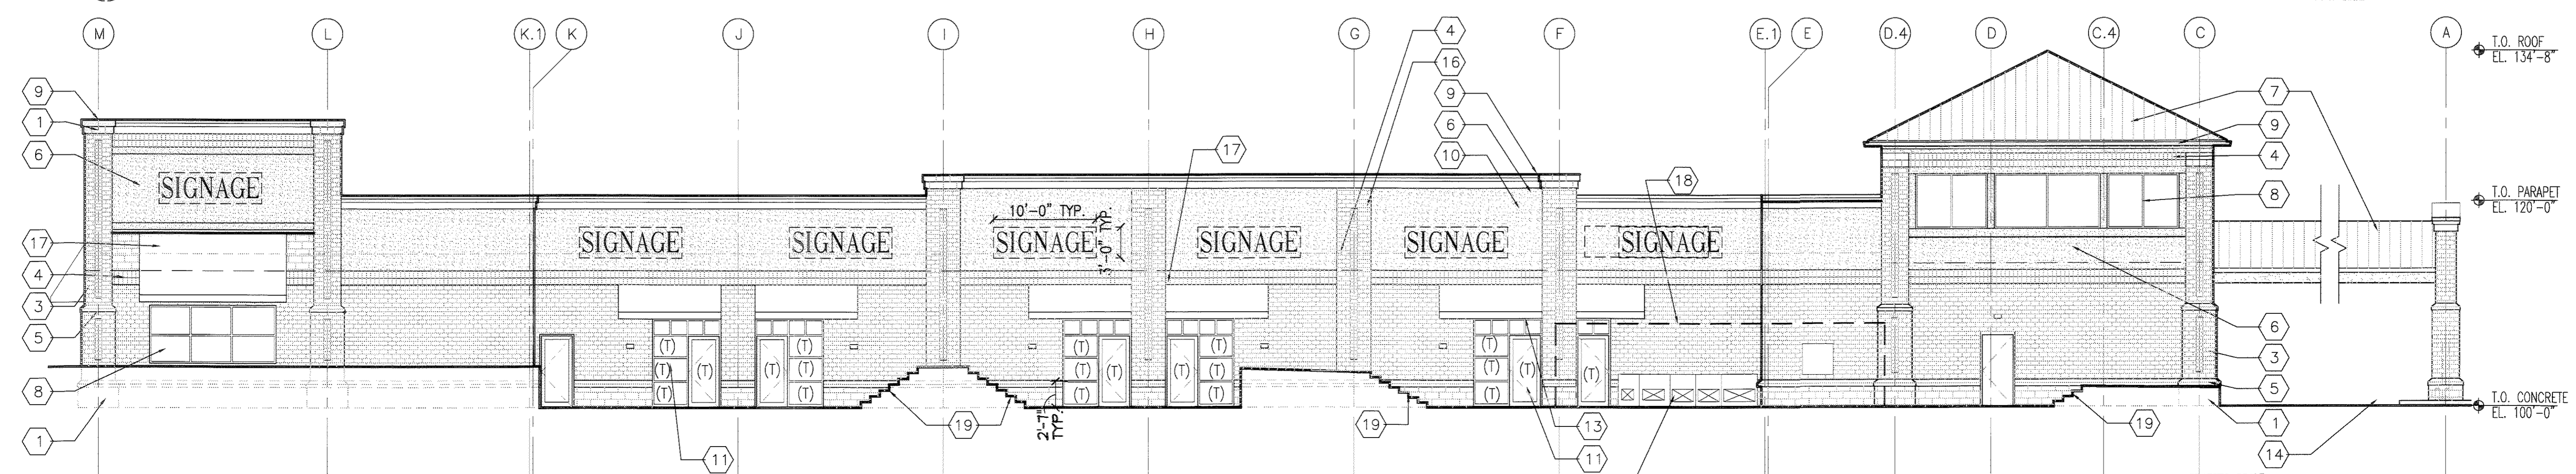 M L K.1 K J I H G F E.1 E D.4 D C.4 C A
T.O. ROOF
EL. 134'-8"
4
16
9
9
7
1
6
9
6
17
10
4
18
SIGNAGE
10'-0" TYP.
3'-0" TYP.
8
T.O. PARAPET
EL. 120'-0"
17
SIGNAGE SIGNAGE SIGNAGE SIGNAGE SIGNAGE SIGNAGE
4
3
5
6
(T) (T) (T) (T) (T)
3
(T) (T) (T) (T) (T) (T) (T) (T)
5
8
(T) (T) (T) (T) (T)
2'-7" TYP.
T.O. CONCRETE
EL. 100'-0"
1
19
19
13
19
1
11
11
14